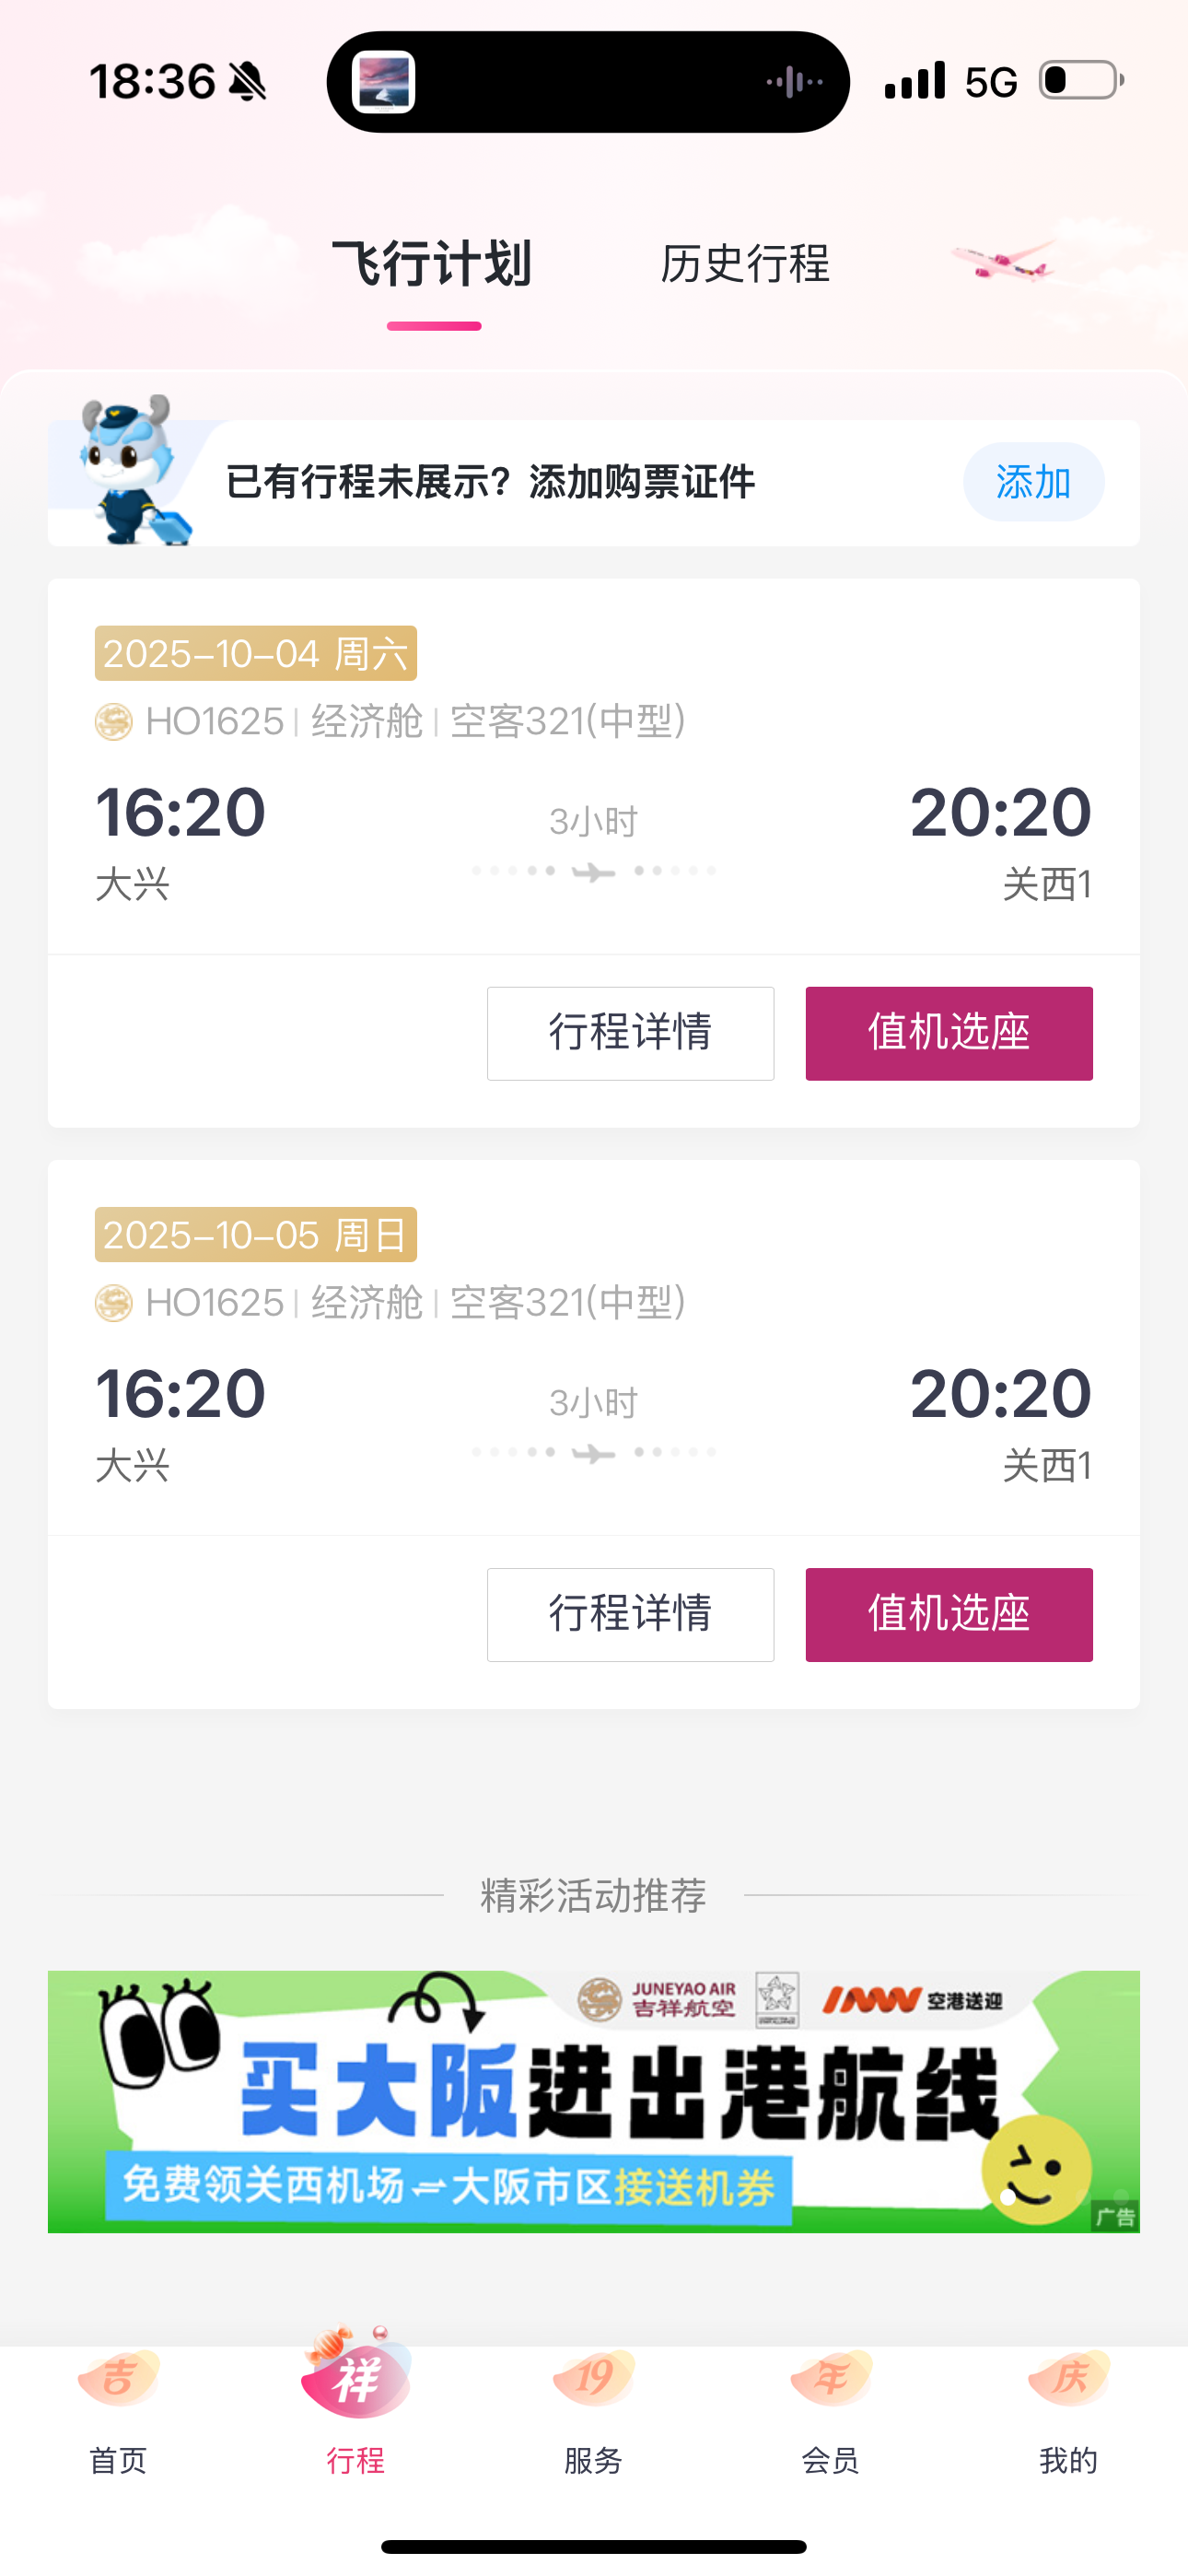 18:36 5G
飞行计划 历史行程
已有行程未展示？添加购票证件 添加
2025-10-04 周六
HO1625 | 经济舱 | 空客321(中型)
16:20 3小时 20:20
大兴 关西1
行程详情 值机选座
2025-10-05 周日
HO1625 | 经济舱 | 空客321(中型)
16:20 3小时 20:20
大兴 关西1
行程详情 值机选座
精彩活动推荐
JUNEYAO AIR
吉祥航空 空港送迎
买大阪进出港航线
免费领关西机场⇌大阪市区接送机券
广告
吉 祥 19 年 庆
首页 行程 服务 会员 我的